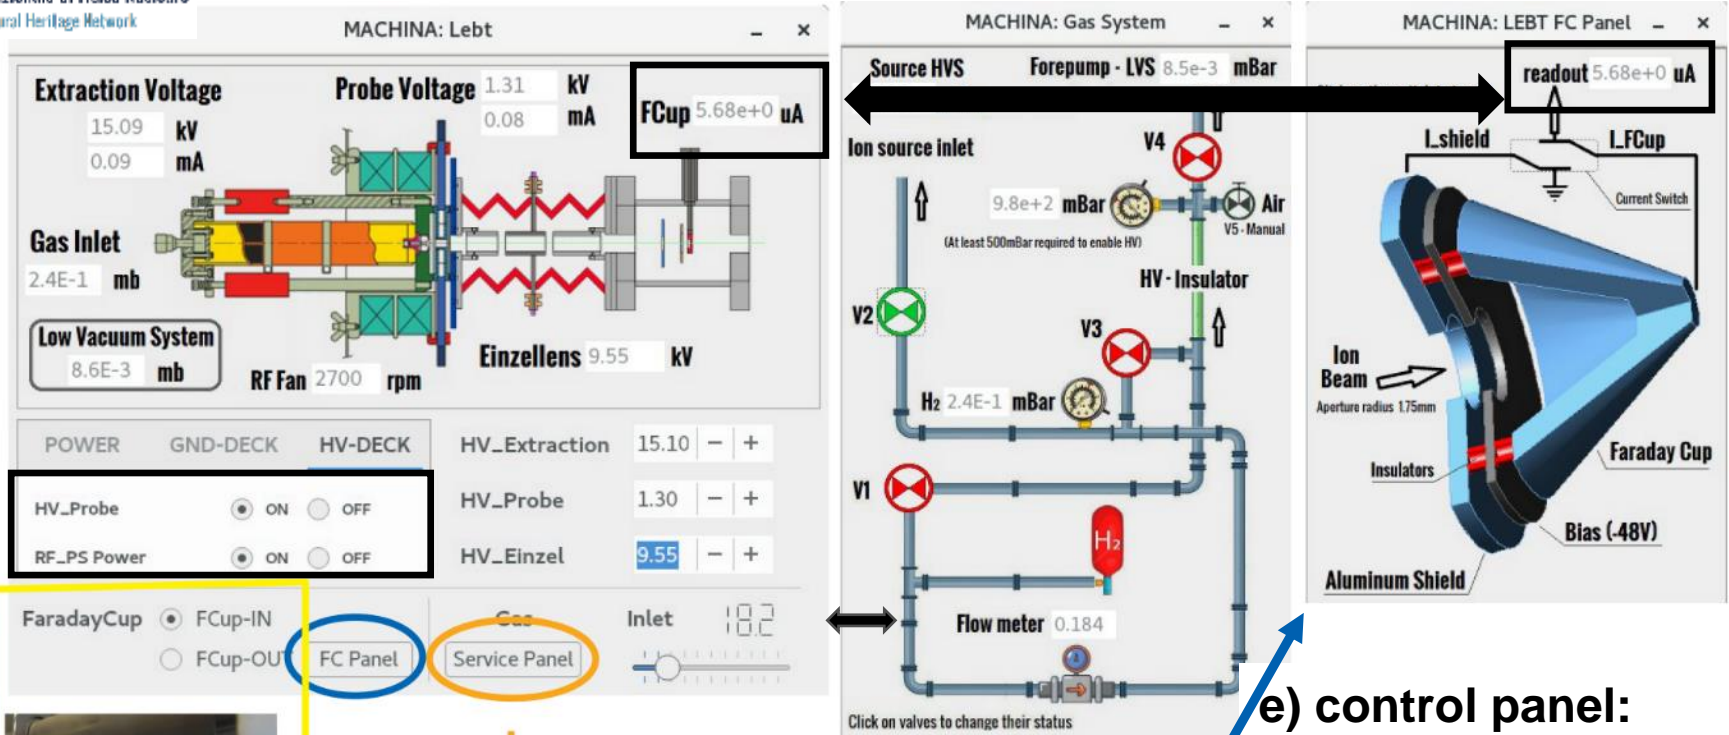 ural Heritage Network
MACHINA: Lebt
Extraction Voltage
15.09 kV
0.09 mA
Probe Voltage 1.31 kV
0.08 mA
FCup 5.68e+0 uA
Gas Inlet
2.4E-1 mb
Low Vacuum System
8.6E-3 mb
RF Fan 2700 rpm
Einzellens 9.55 kV
POWER GND-DECK HV-DECK
HV_Probe ON OFF
RF_PS Power ON OFF
HV_Extraction 15.10 − +
HV_Probe 1.30 − +
HV_Einzel 9.55 − +
FaradayCup FCup-IN
FCup-OUT
FC Panel
Gas
Service Panel
Inlet 18.2
MACHINA: Gas System
Source HVS
Forepump - LVS 8.5e-3 mBar
Ion source inlet
V4
9.8e+2 mBar
Air
V5 - Manual
(At least 500mBar required to enable HV)
HV - Insulator
V2
V3
H2 2.4E-1 mBar
V1
H2
Flow meter 0.184
Click on valves to change their status
MACHINA: LEBT FC Panel
readout 5.68e+0 uA
I_shield
I_FCup
Current Switch
Ion
Beam
Aperture radius 1.75mm
Insulators
Faraday Cup
Bias (-48V)
Aluminum Shield
e) control panel: